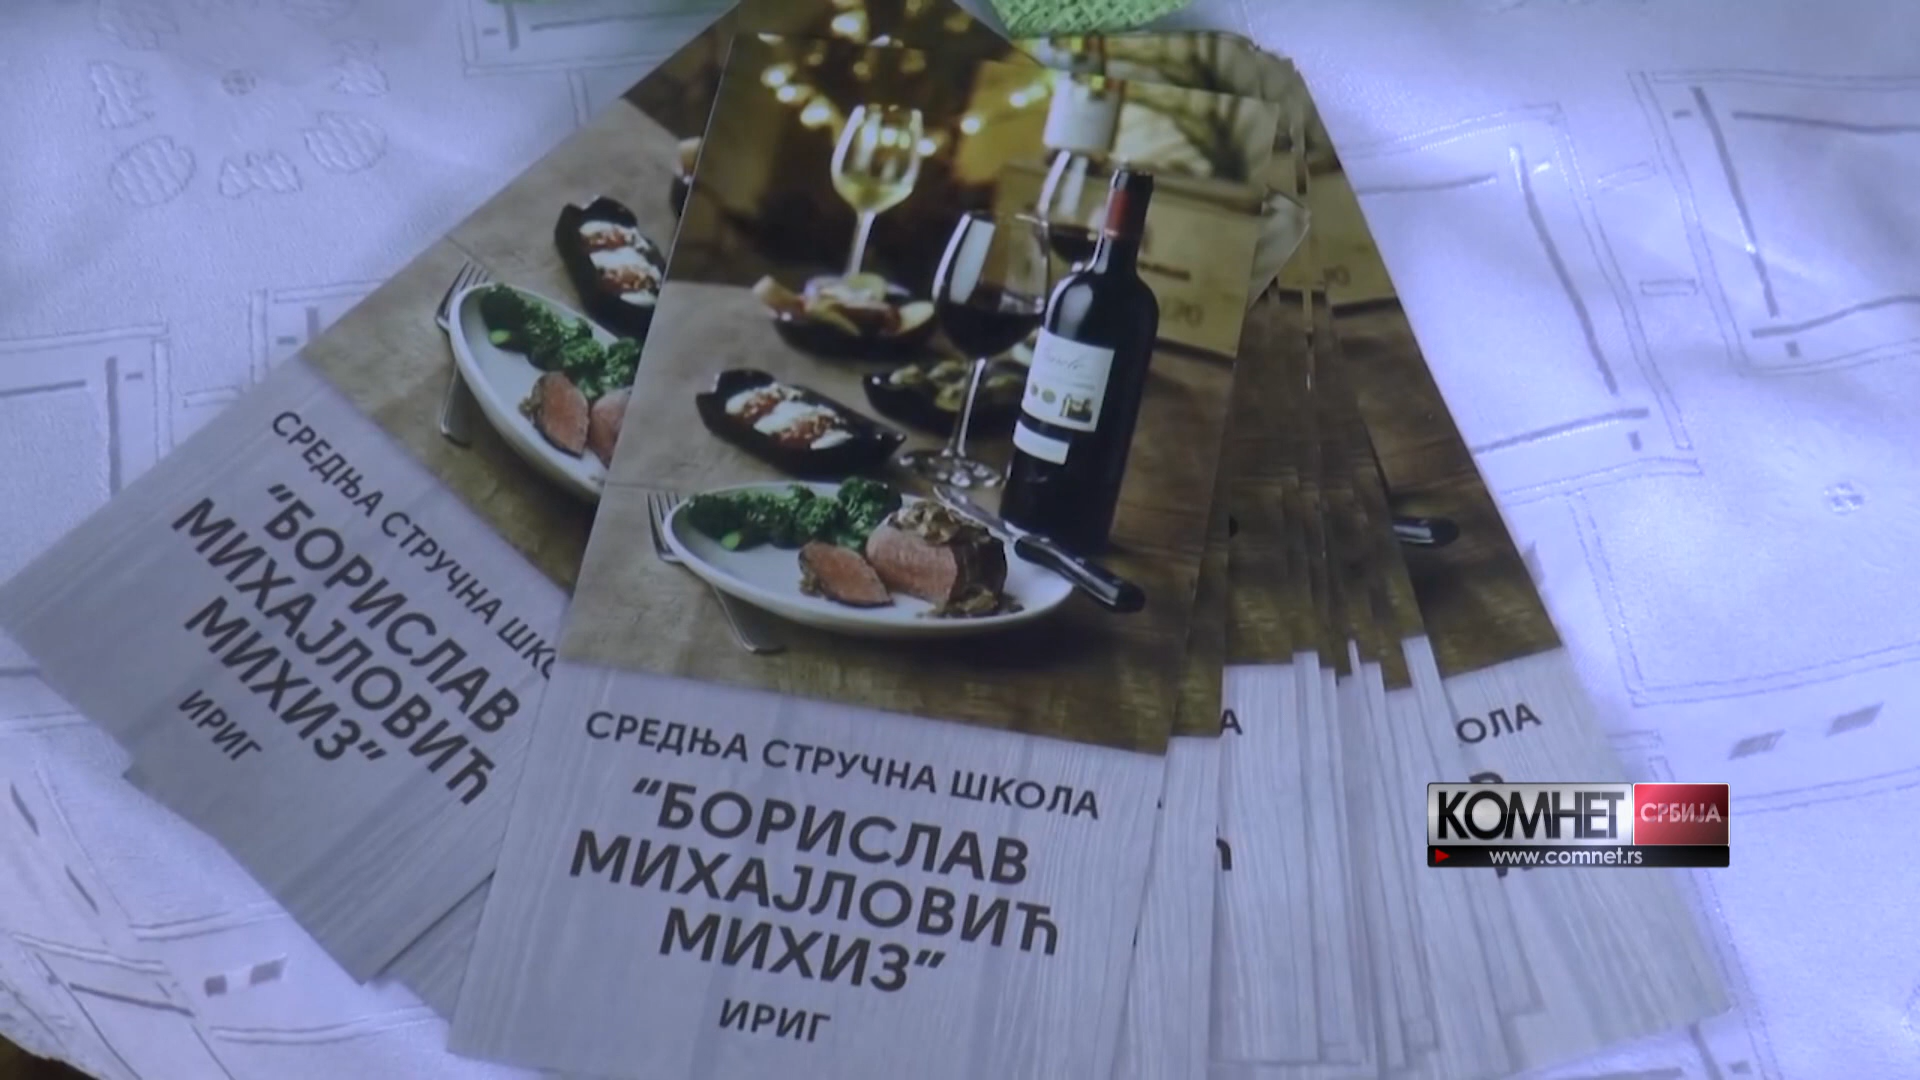 СРЕДЊА СТРУЧНА ШКО
“БОРИСЛАВ
МИХАЈЛОВИЋ
МИХИЗ”
ИРИГ
СРЕДЊА СТРУЧНА ШКОЛА
“БОРИСЛАВ
МИХАЈЛОВИЋ
МИХИЗ”
ИРИГ
ОЛА
КОМНЕТ СРБИЈА
www.comnet.rs